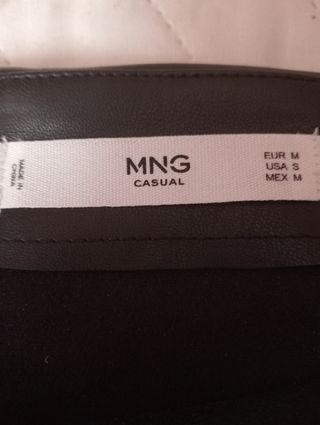 MADE IN
CHINA
MNG
CASUAL
EUR M
USA S
MEX M